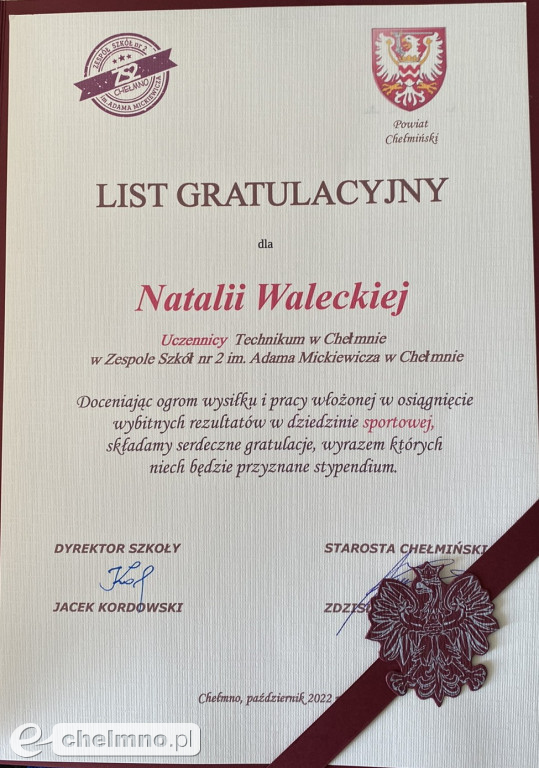 ZESPÓŁ SZKÓŁ nr 2
ZS2
CHEŁMNO
im. ADAMA MICKIEWICZA
Powiat
Chełmiński
LIST GRATULACYJNY
dla
Natalii Waleckiej
Uczennicy Technikum w Chełmnie
w Zespole Szkół nr 2 im. Adama Mickiewicza w Chełmnie
Doceniając ogrom wysiłku i pracy włożonej w osiągnięcie
wybitnych rezultatów w dziedzinie sportowej,
składamy serdeczne gratulacje, wyrazem których
niech będzie przyznane stypendium.
DYREKTOR SZKOŁY
STAROSTA CHEŁMIŃSKI
JACEK KORDOWSKI
Chełmno, październik 2022
e-chelmno.pl